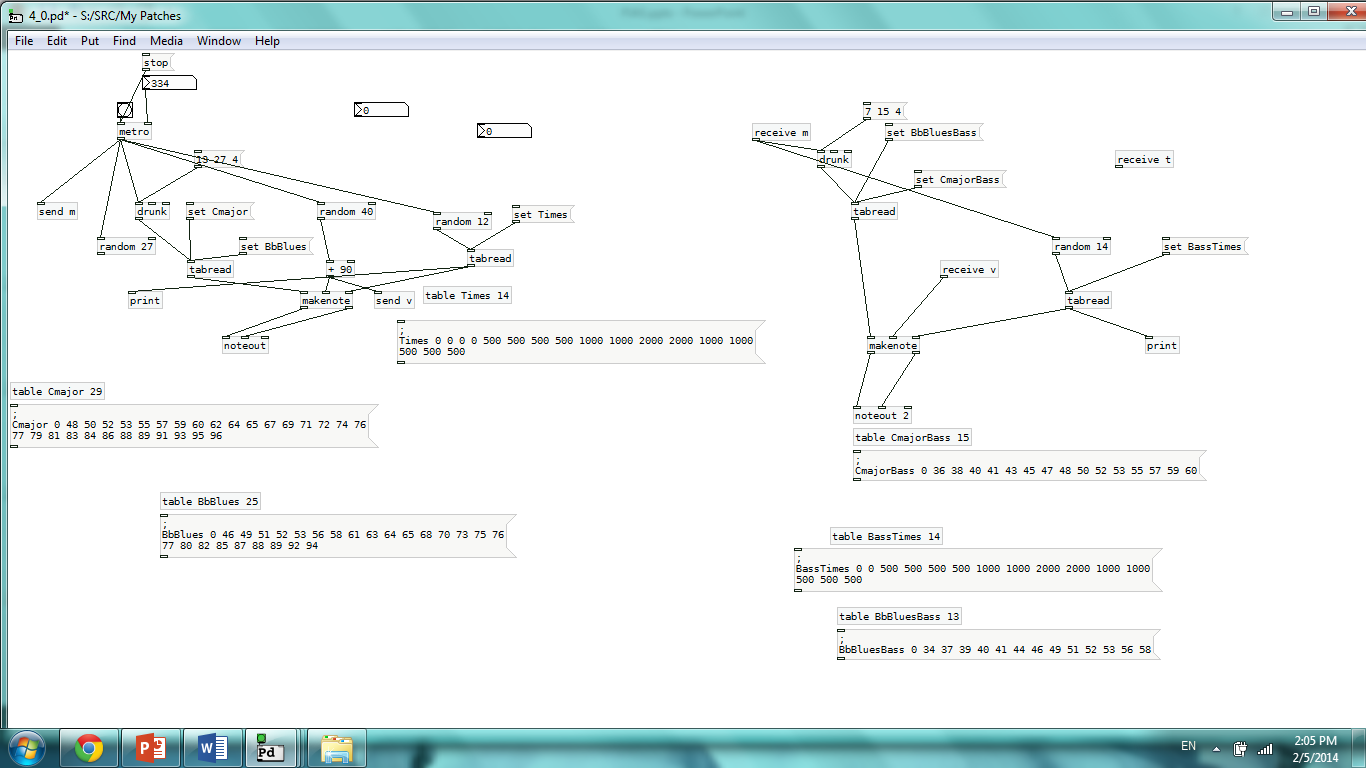 4_0.pd* - S:/SRC/My Patches
File Edit Put Find Media Window Help
stop
334
metro
19 27 4
send m
drunk
set Cmajor
random 40
random 12
set Times
random 27
set BbBlues
tabread
+ 90
tabread
print
makenote
send v
table Times 14
noteout
;
Times 0 0 0 0 500 500 500 500 1000 1000 2000 2000 1000 1000
500 500 500
0
0
table Cmajor 29
;
Cmajor 0 48 50 52 53 55 57 59 60 62 64 65 67 69 71 72 74 76
77 79 81 83 84 86 88 89 91 93 95 96
table BbBlues 25
;
BbBlues 0 46 49 51 52 53 56 58 61 63 64 65 68 70 73 75 76
77 80 82 85 87 88 89 92 94
7 15 4
receive m
set BbBluesBass
drunk
receive t
set CmajorBass
tabread
random 14
set BassTimes
receive v
tabread
makenote
print
noteout 2
table CmajorBass 15
;
CmajorBass 0 36 38 40 41 43 45 47 48 50 52 53 55 57 59 60
table BassTimes 14
;
BassTimes 0 0 500 500 500 500 1000 1000 2000 2000 1000 1000
500 500 500
table BbBluesBass 13
;
BbBluesBass 0 34 37 39 40 41 44 46 49 51 52 53 56 58
Pd
EN
2:05 PM
2/5/2014